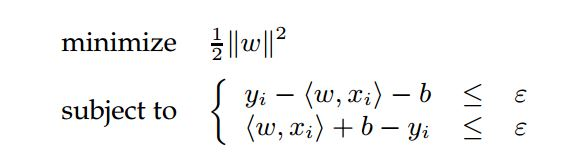 minimize ½‖w‖²
subject to { yᵢ − ⟨w, xᵢ⟩ − b ≤ ε
⟨w, xᵢ⟩ + b − yᵢ ≤ ε